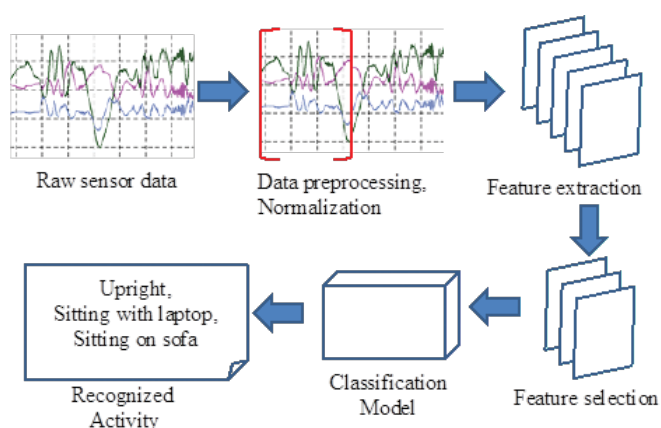 Raw sensor data
Data preprocessing,
Normalization
Feature extraction
Feature selection
Classification
Model
Upright,
Sitting with laptop,
Sitting on sofa
Recognized
Activity